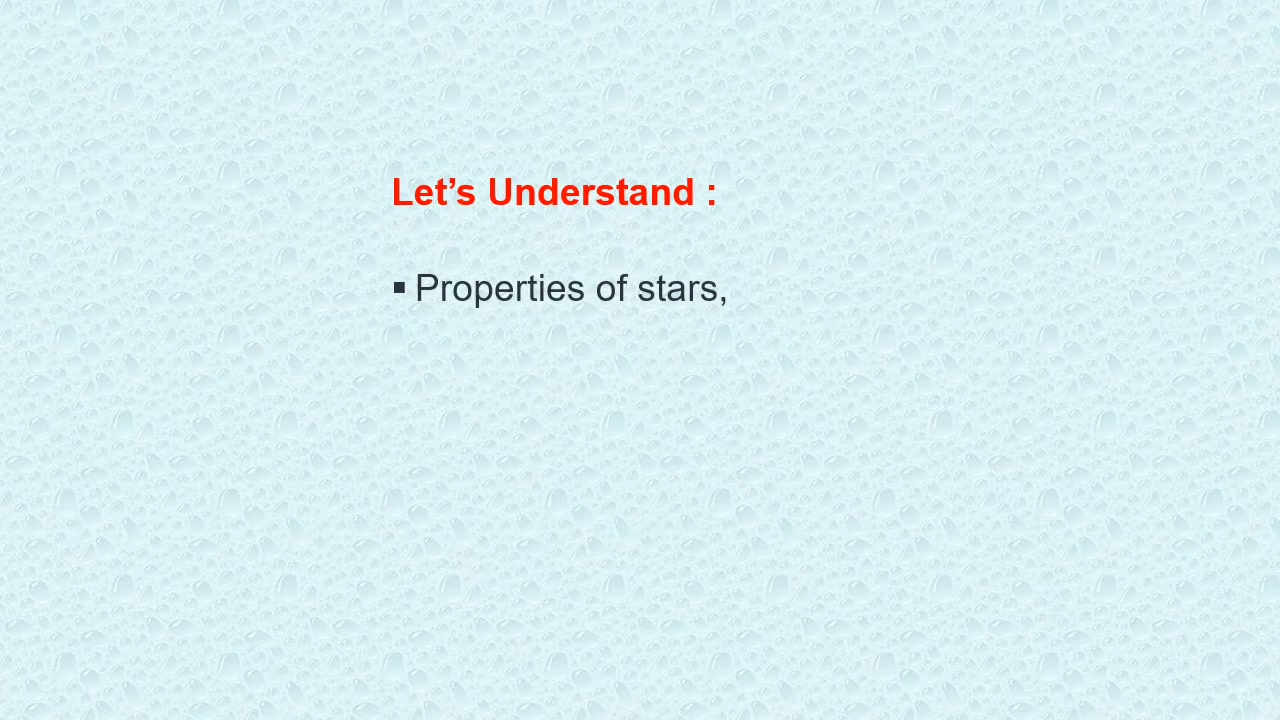 Let’s Understand :
▪ Properties of stars,